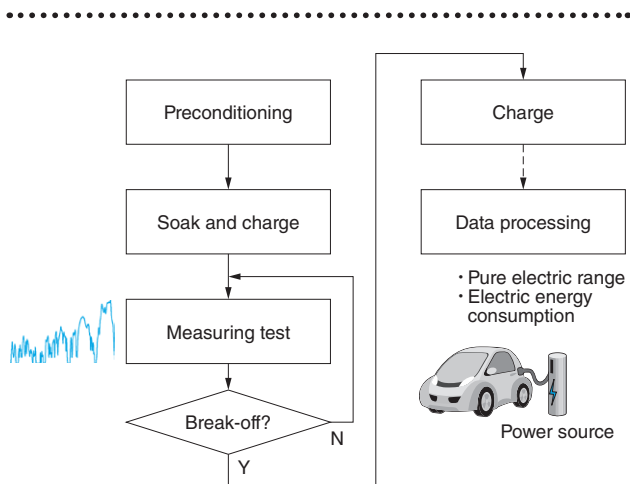 Preconditioning
Soak and charge
Measuring test
Break-off?
N
Y
Charge
Data processing
· Pure electric range
· Electric energy
consumption
Power source